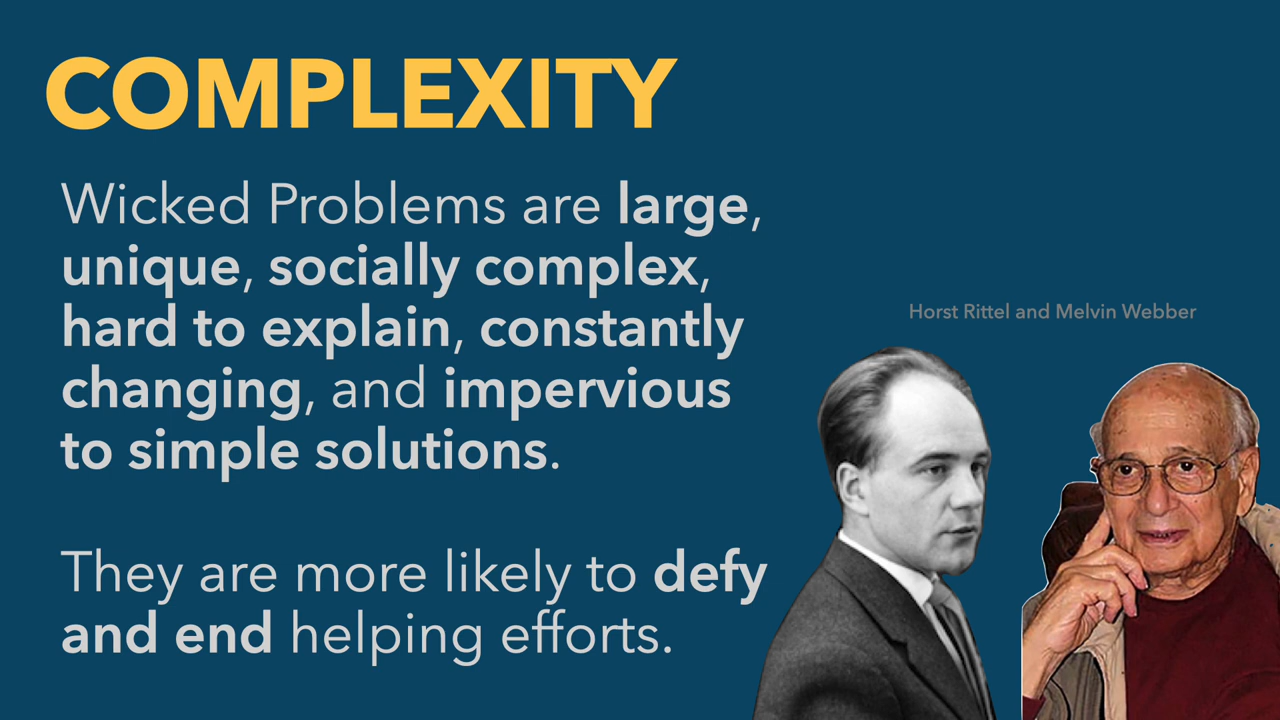 COMPLEXITY
Wicked Problems are large,
unique, socially complex,
hard to explain, constantly
changing, and impervious
to simple solutions.
They are more likely to defy
and end helping efforts.
Horst Rittel and Melvin Webber